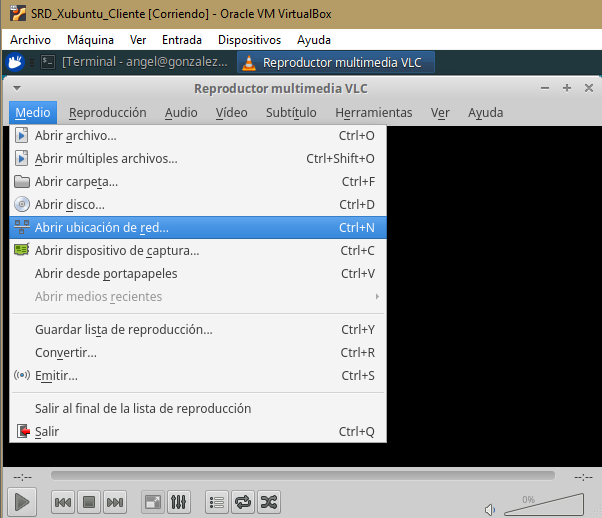 SRD_Xubuntu_Cliente [Corriendo] - Oracle VM VirtualBox
Archivo Máquina Ver Entrada Dispositivos Ayuda
[Terminal - angel@gonzalez... Reproductor multimedia VLC
Reproductor multimedia VLC
Medio Reproducción Audio Vídeo Subtítulo Herramientas Ver Ayuda
Abrir archivo... Ctrl+O
Abrir múltiples archivos... Ctrl+Shift+O
Abrir carpeta... Ctrl+F
Abrir disco... Ctrl+D
Abrir ubicación de red... Ctrl+N
Abrir dispositivo de captura... Ctrl+C
Abrir desde portapapeles Ctrl+V
Abrir medios recientes
Guardar lista de reproducción... Ctrl+Y
Convertir... Ctrl+R
Emitir... Ctrl+S
Salir al final de la lista de reproducción
Salir Ctrl+Q
--:-- --:--
0%